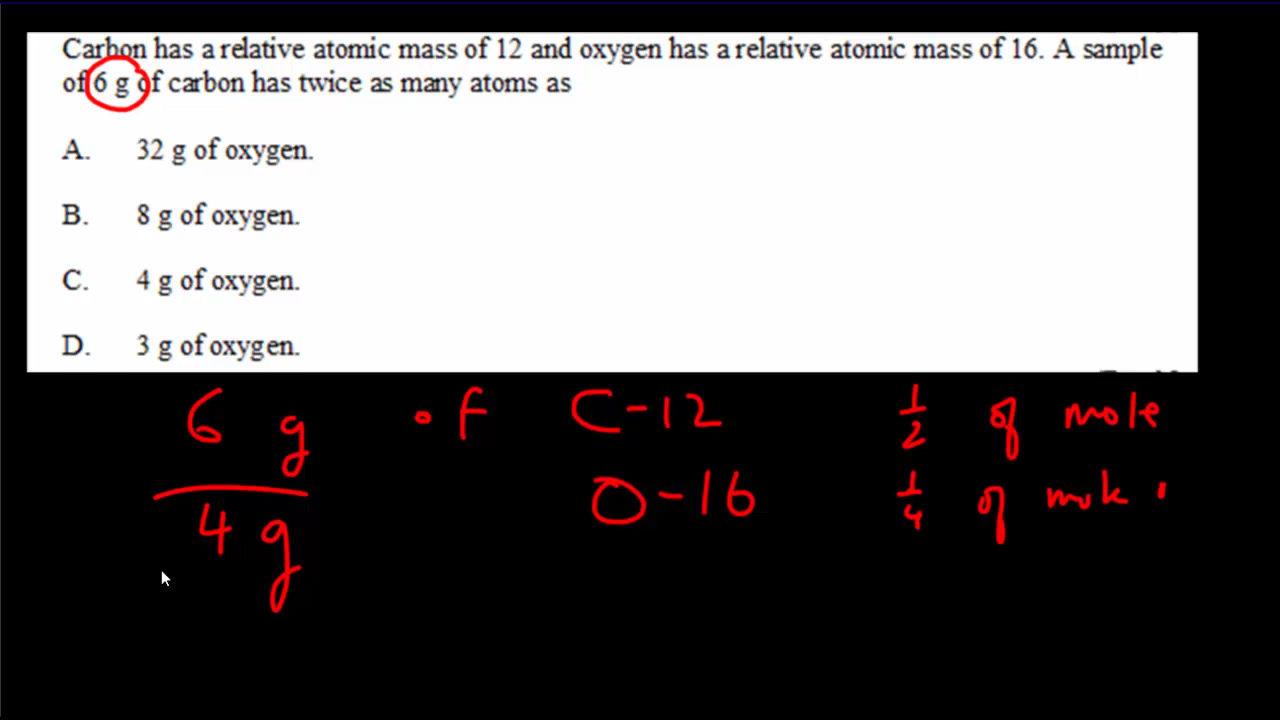 Carbon has a relative atomic mass of 12 and oxygen has a relative atomic mass of 16. A sample
of 6 g of carbon has twice as many atoms as
A. 32 g of oxygen.
B. 8 g of oxygen.
C. 4 g of oxygen.
D. 3 g of oxygen.
6 g of C-12 1/2 of mole
4 g O-16 1/4 of mole